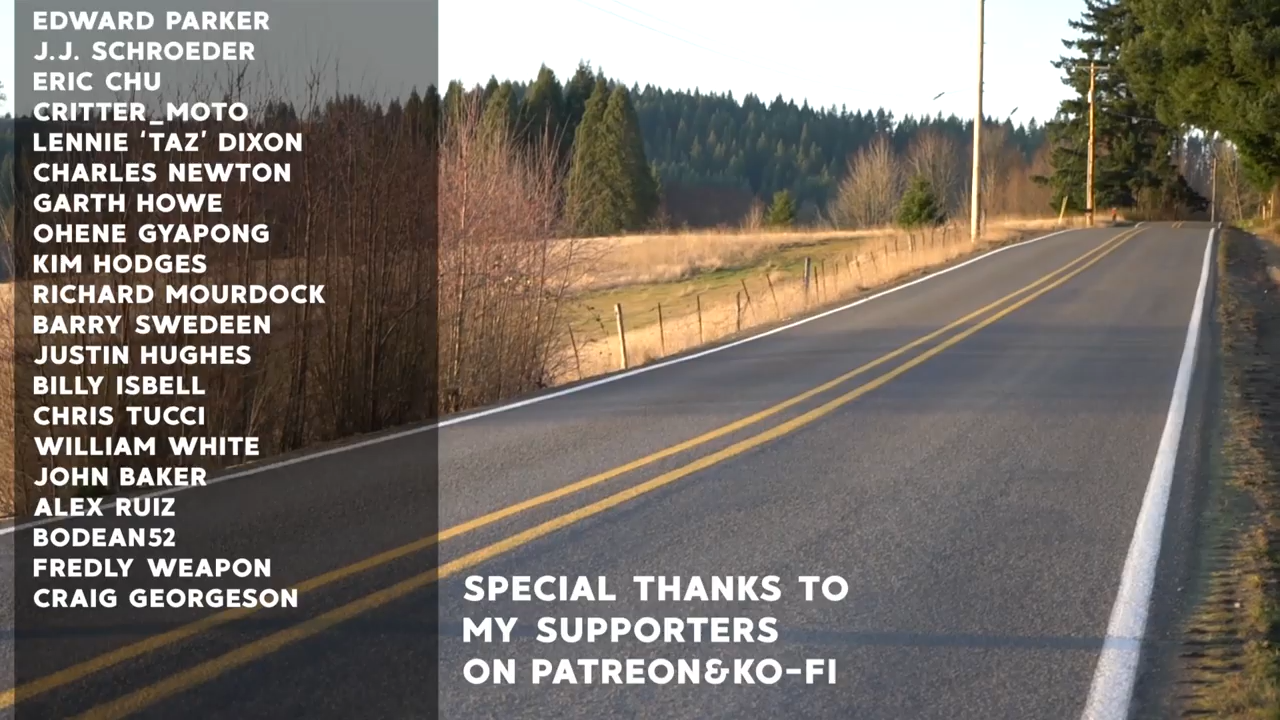 EDWARD PARKER
J.J. SCHROEDER
ERIC CHU
CRITTER_MOTO
LENNIE ‘TAZ’ DIXON
CHARLES NEWTON
GARTH HOWE
OHENE GYAPONG
KIM HODGES
RICHARD MOURDOCK
BARRY SWEDEEN
JUSTIN HUGHES
BILLY ISBELL
CHRIS TUCCI
WILLIAM WHITE
JOHN BAKER
ALEX RUIZ
BODEAN52
FREDLY WEAPON
CRAIG GEORGESON
SPECIAL THANKS TO
MY SUPPORTERS
ON PATREON&KO-FI